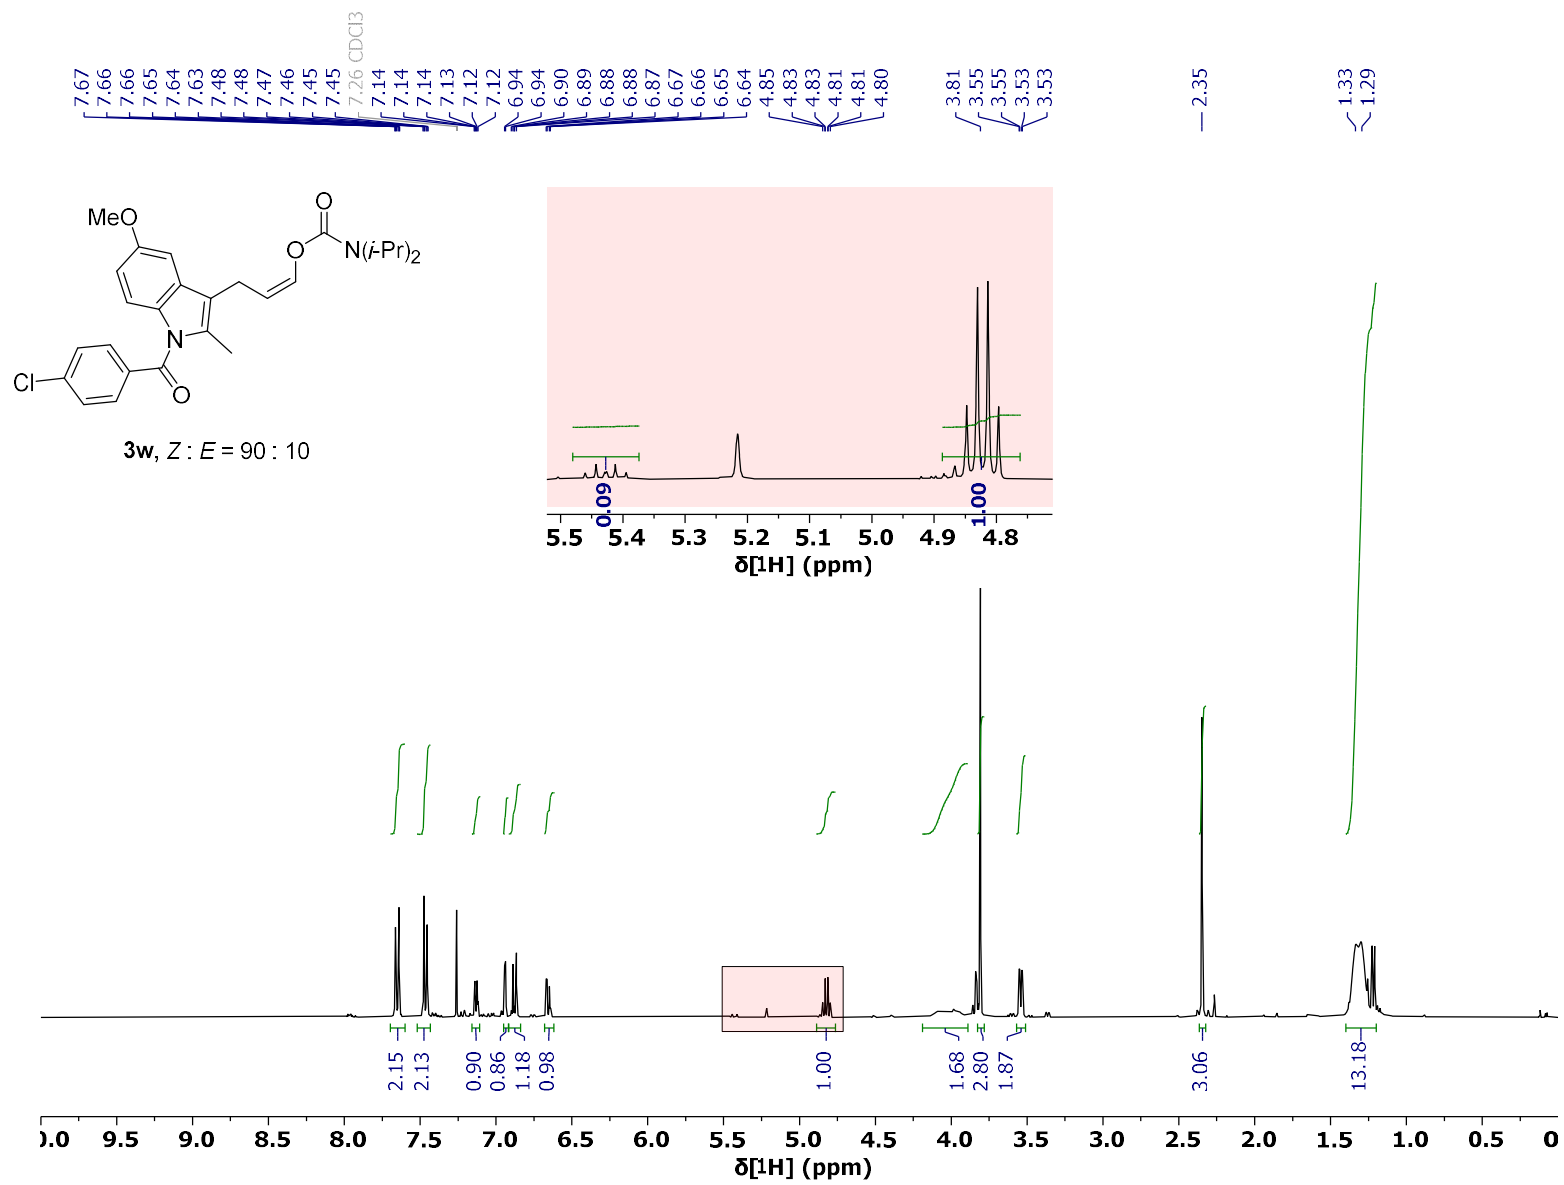 7.67 7.66 7.66 7.65 7.64 7.63 7.48 7.48 7.47 7.46 7.45 7.45 7.26 CDCl3 7.14 7.14 7.14 7.13 7.12 7.12 6.94 6.94 6.90 6.89 6.88 6.88 6.87 6.67 6.66 6.65 6.64 4.85 4.83 4.83 4.81 4.81 4.80 3.81 3.55 3.55 3.53 3.53 2.35 1.33 1.29
O
MeO
O
N(i-Pr)2
N
Cl
O
3w, Z : E = 90 : 10
0.09 1.00
5.5 5.4 5.3 5.2 5.1 5.0 4.9 4.8
δ[1H] (ppm)
2.15 2.13 0.90 0.86 1.18 0.98 1.00 1.68 2.80 1.87 3.06 13.18
0.0 9.5 9.0 8.5 8.0 7.5 7.0 6.5 6.0 5.5 5.0 4.5 4.0 3.5 3.0 2.5 2.0 1.5 1.0 0.5 0
δ[1H] (ppm)